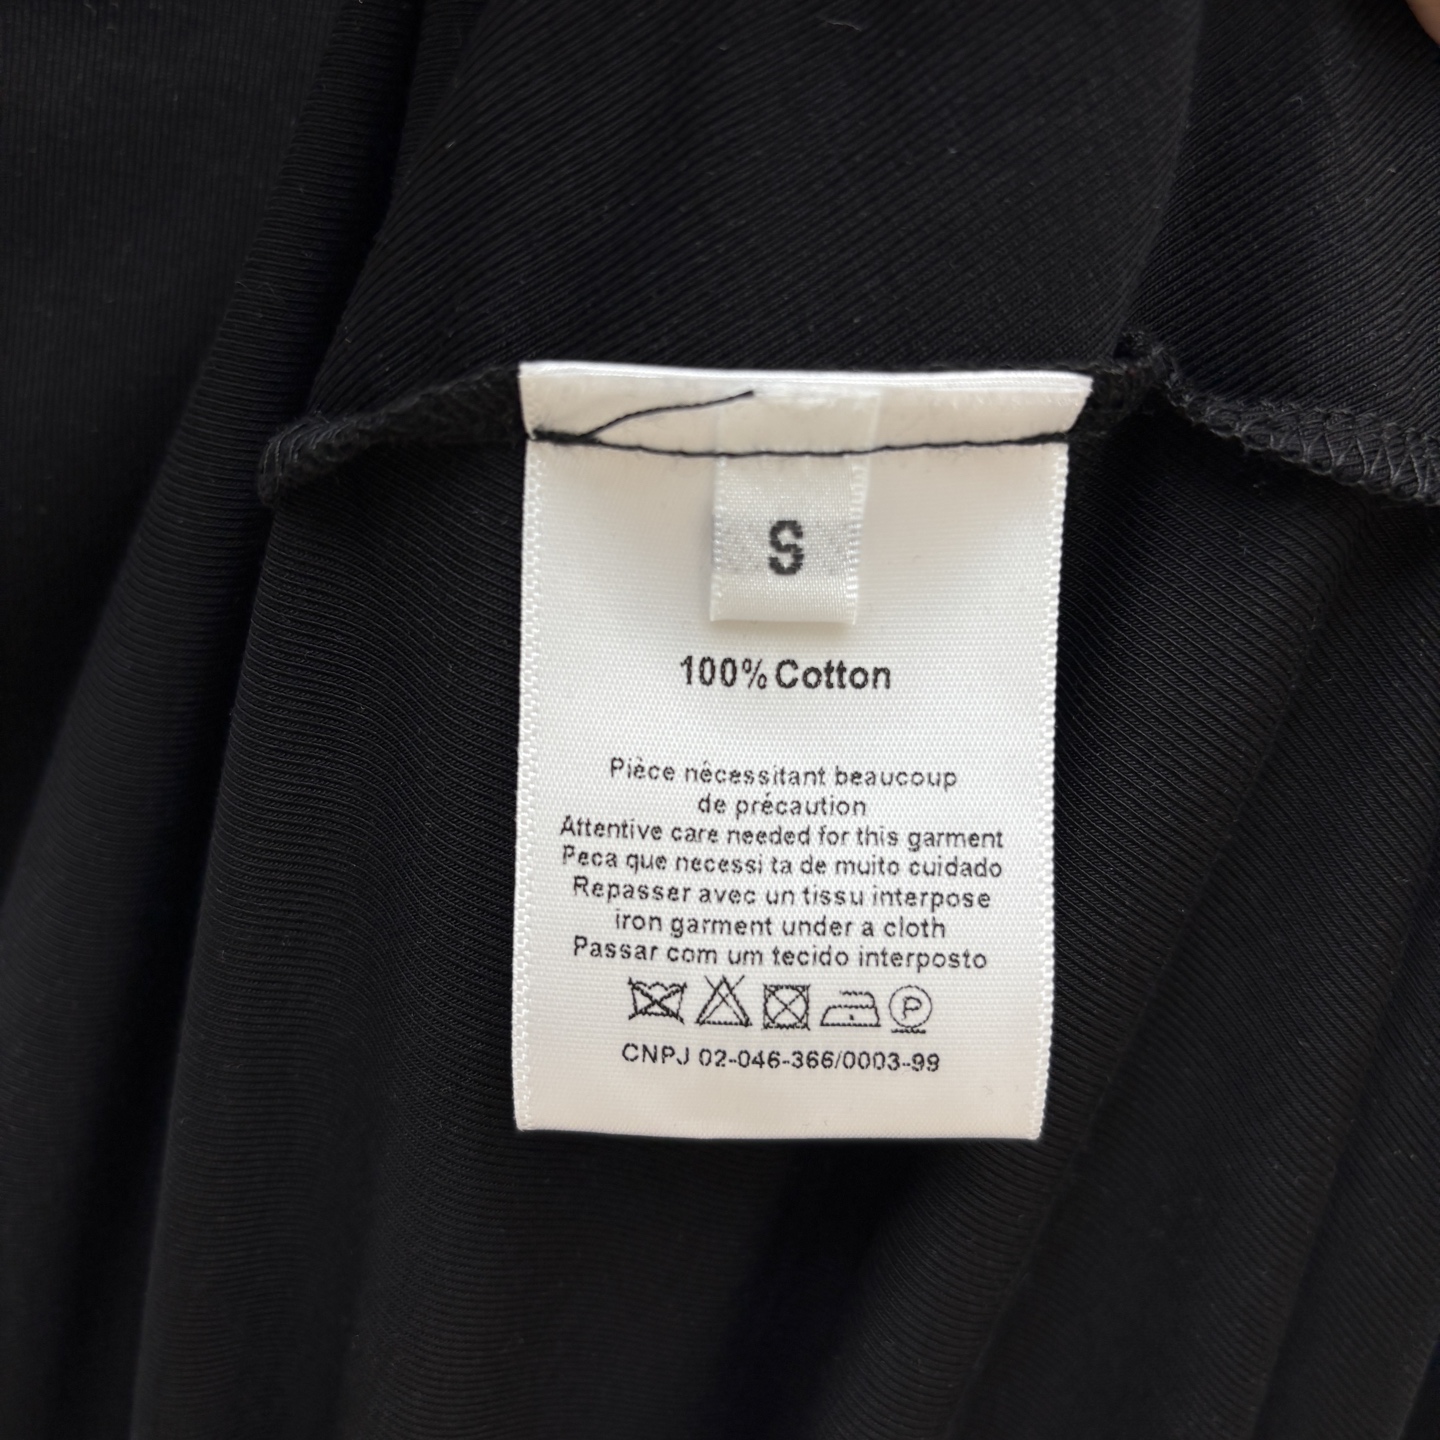 S
100% Cotton
Pièce nêcessitant beaucoup
de précaution
Attentive care needed for this garment
Peca que necessi ta de muito cuidado
Repasser avec un tissu interpose
iron garment under a cloth
Passar com um tecido interposto
P
CNPJ 02-046-366/0003-99